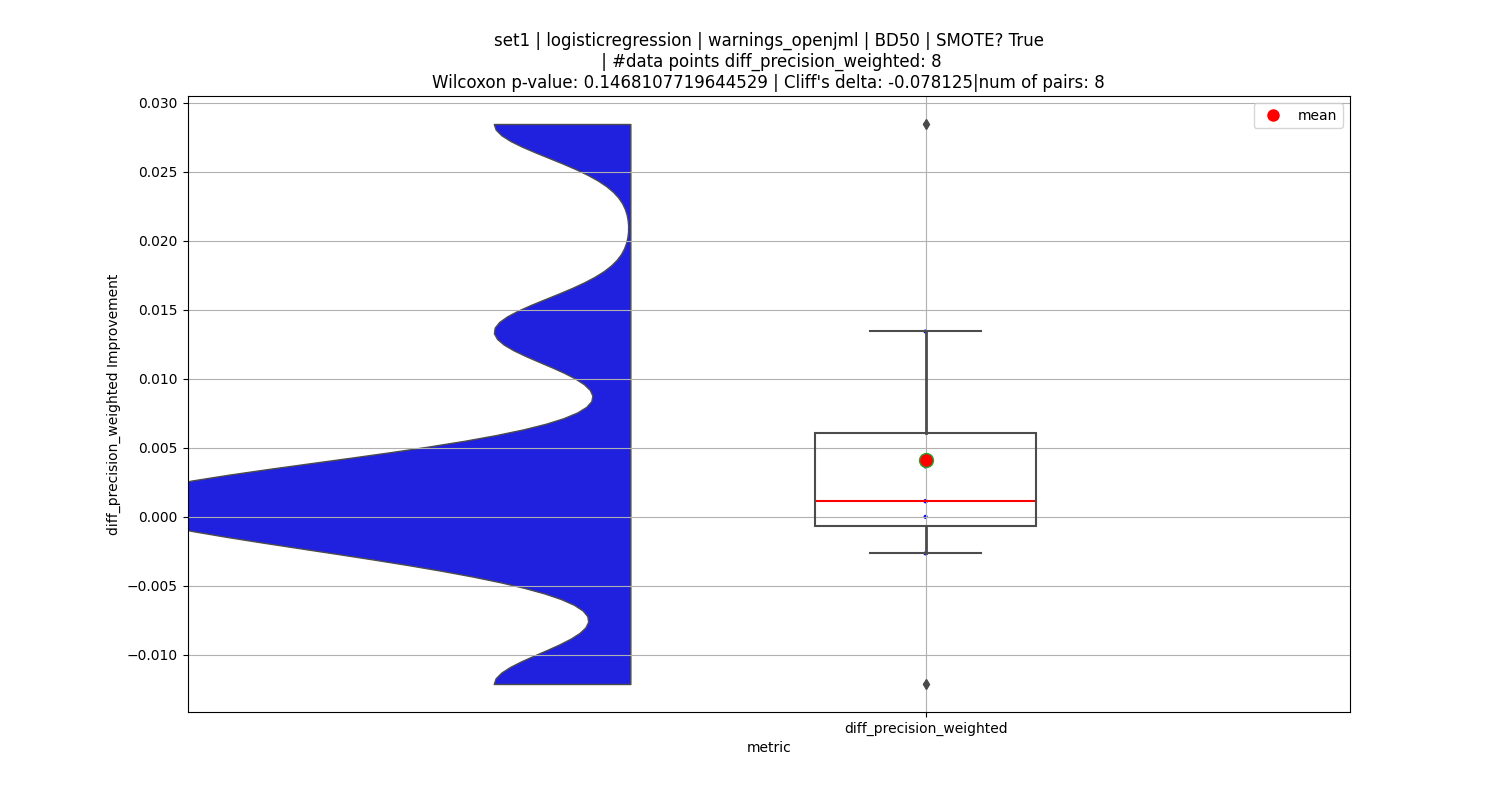 set1 | logisticregression | warnings_openjml | BD50 | SMOTE? True
| #data points diff_precision_weighted: 8
Wilcoxon p-value: 0.1468107719644529 | Cliff's delta: -0.078125|num of pairs: 8
0.030
0.025
0.020
0.015
0.010
0.005
0.000
−0.005
−0.010
diff_precision_weighted Improvement
mean
diff_precision_weighted
metric